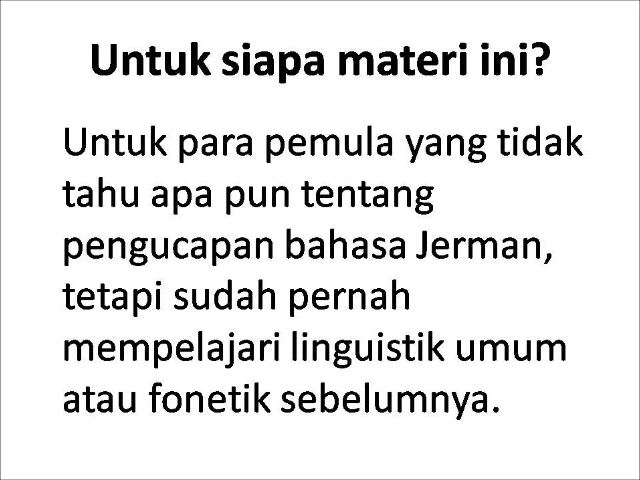 Untuk siapa materi ini?
Untuk para pemula yang tidak
tahu apa pun tentang
pengucapan bahasa Jerman,
tetapi sudah pernah
mempelajari linguistik umum
atau fonetik sebelumnya.